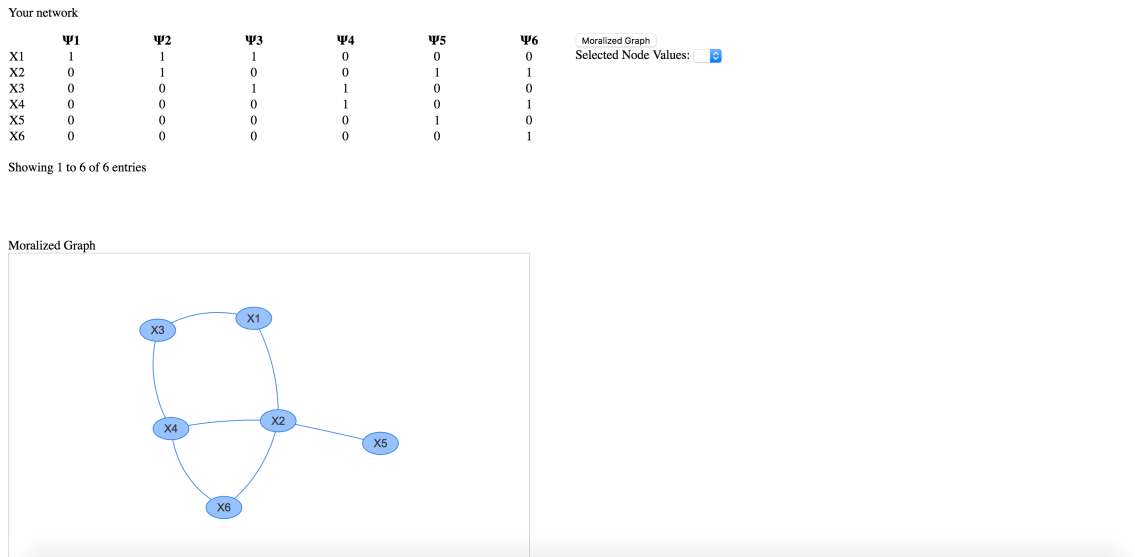 Your network
Ψ1 Ψ2 Ψ3 Ψ4 Ψ5 Ψ6
X1 1 1 1 0 0 0
X2 0 1 0 0 1 1
X3 0 0 1 1 0 0
X4 0 0 0 1 0 1
X5 0 0 0 0 1 0
X6 0 0 0 0 0 1
Showing 1 to 6 of 6 entries
Moralized Graph
Selected Node Values:
Moralized Graph
X1
X3
X2
X4
X5
X6